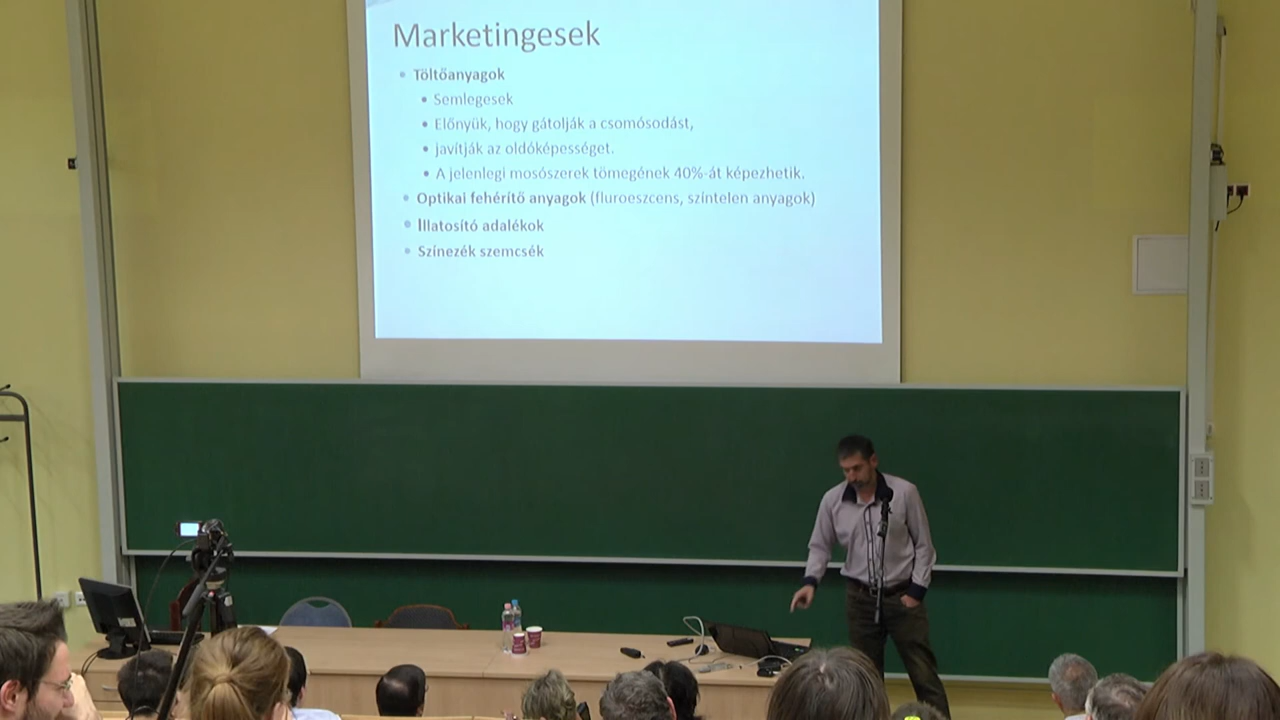 Marketingesek
Töltőanyagok
Semlegesek
Előnyük, hogy gátolják a csomósodást,
javítják az oldóképességet.
A jelenlegi mosószerek tömegének 40%-át képezhetik.
Optikai fehérítő anyagok (fluroeszcens, színtelen anyagok)
Illatosító adalékok
Színezék szemcsék